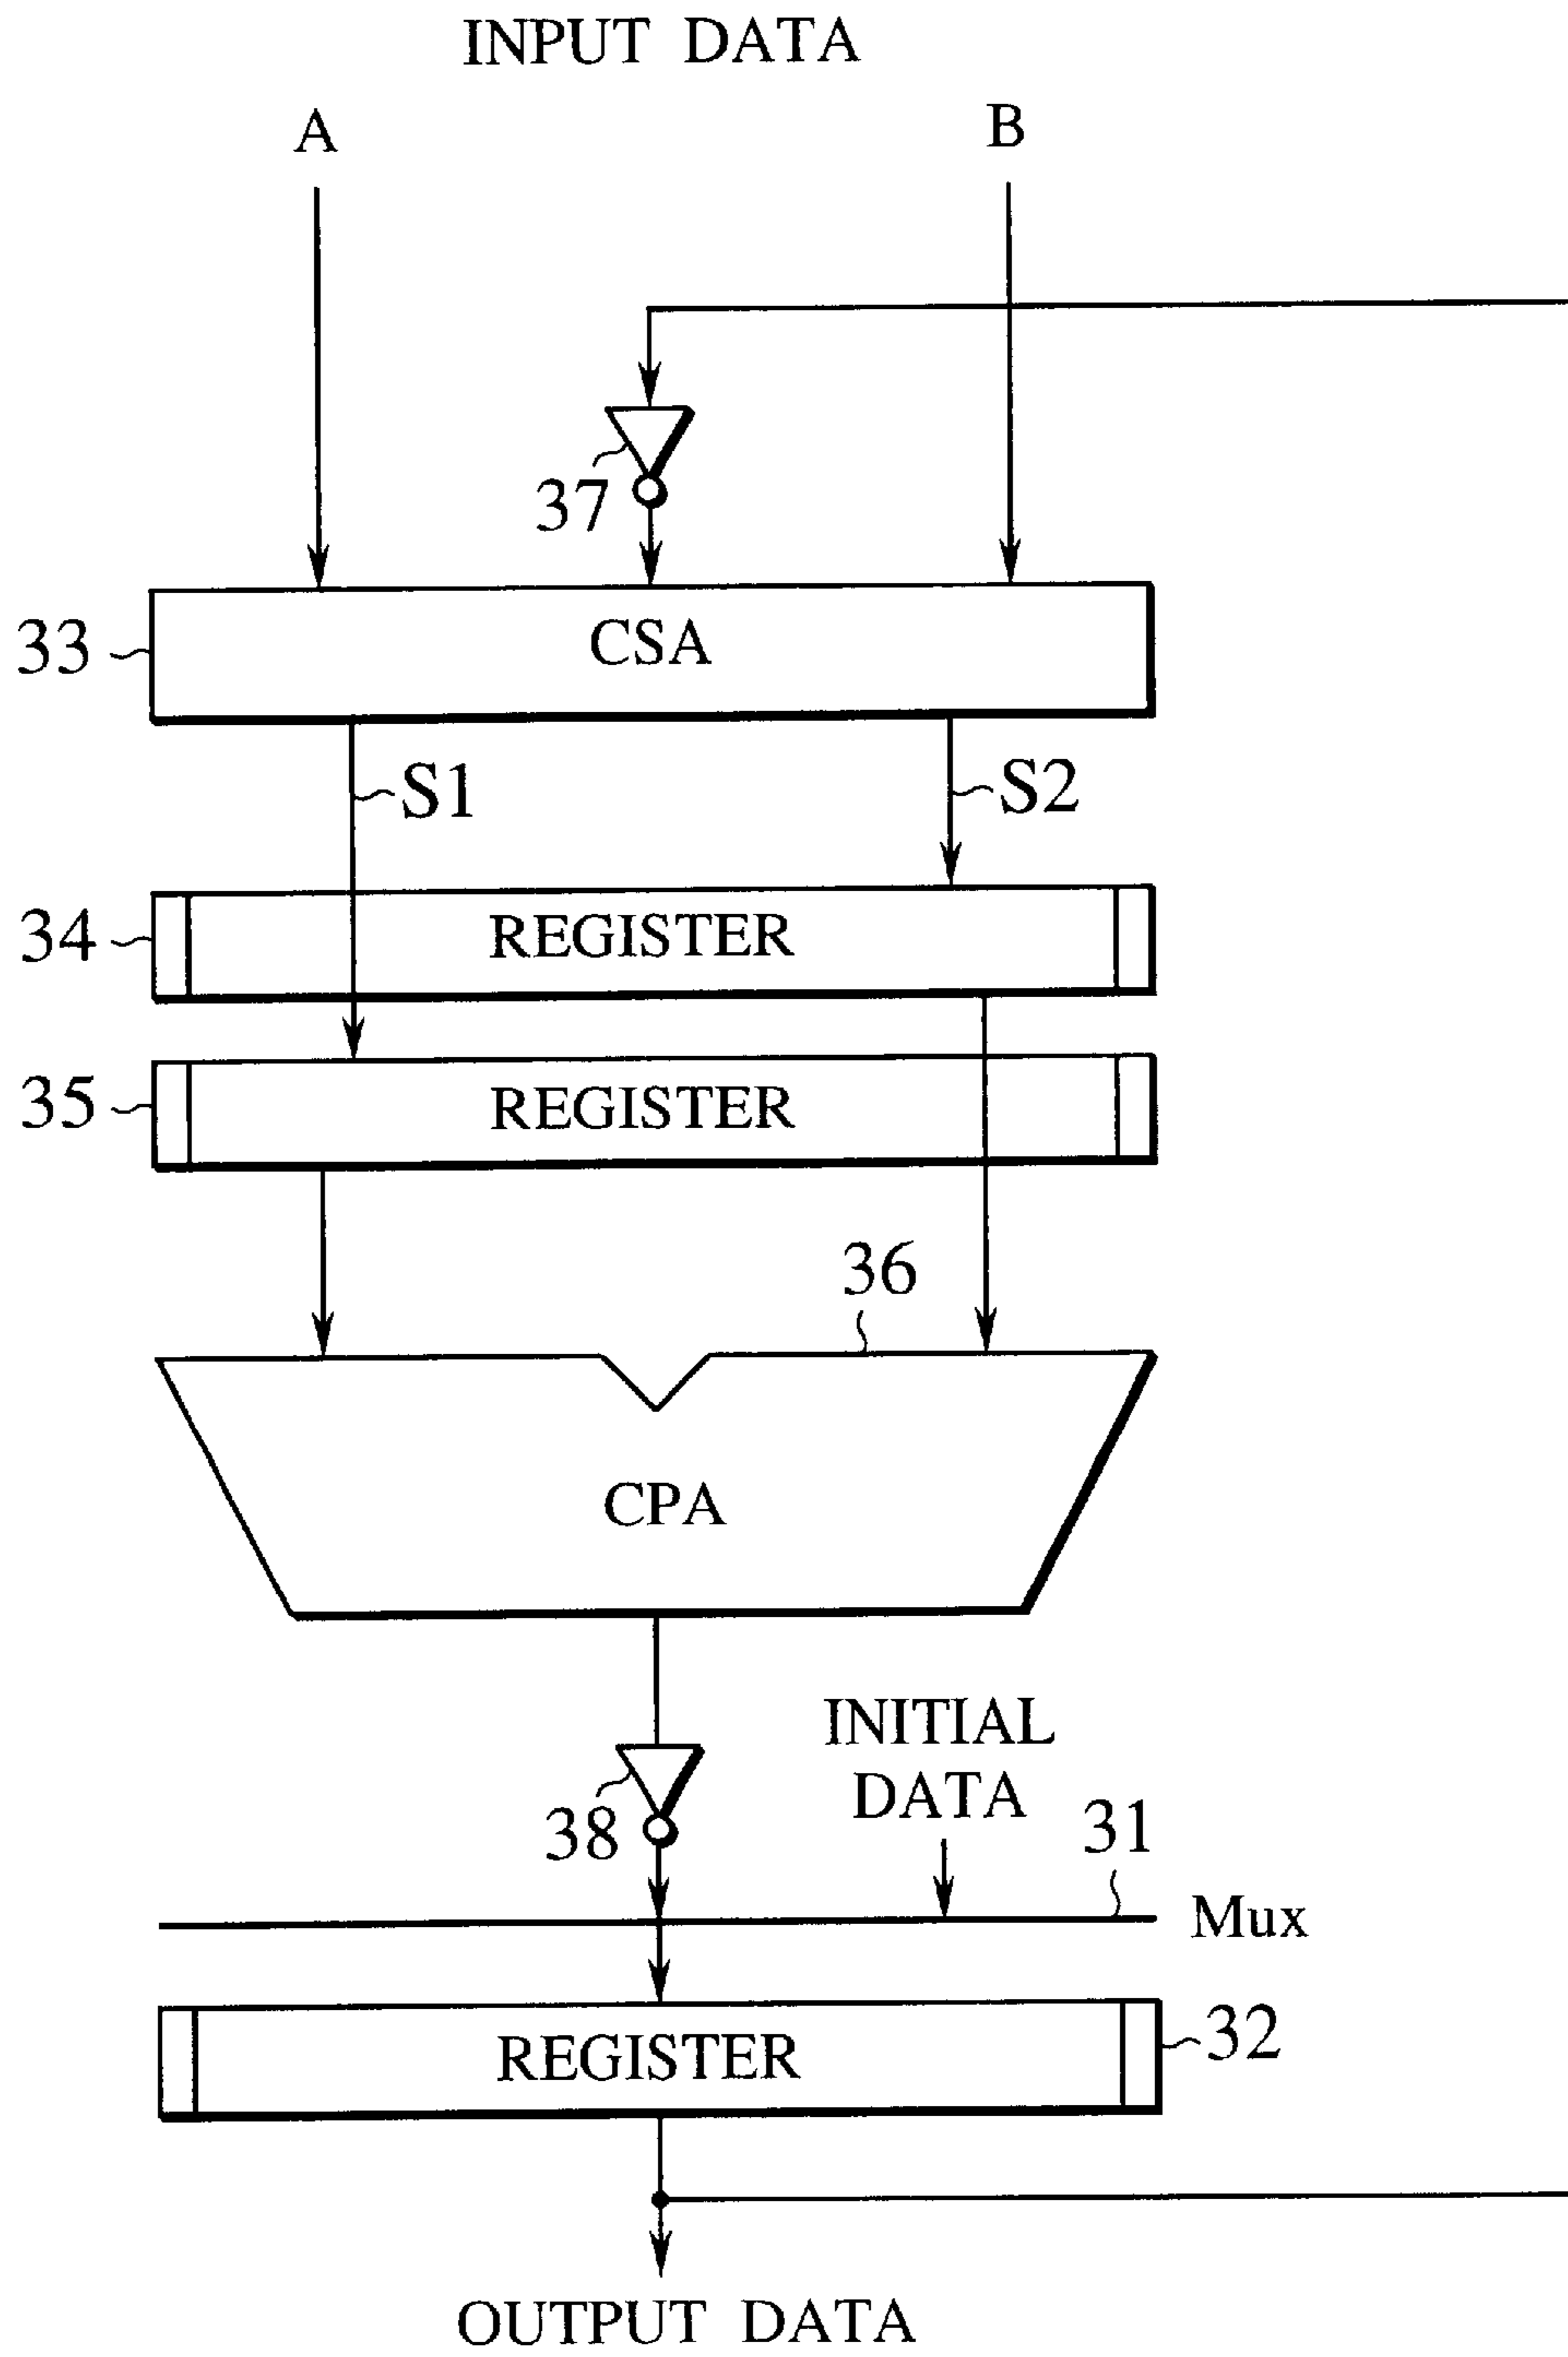 INPUT DATA
A
B
37
33
CSA
S1
S2
34
REGISTER
35
REGISTER
36
CPA
INITIAL
DATA
38
31
Mux
REGISTER
32
OUTPUT DATA